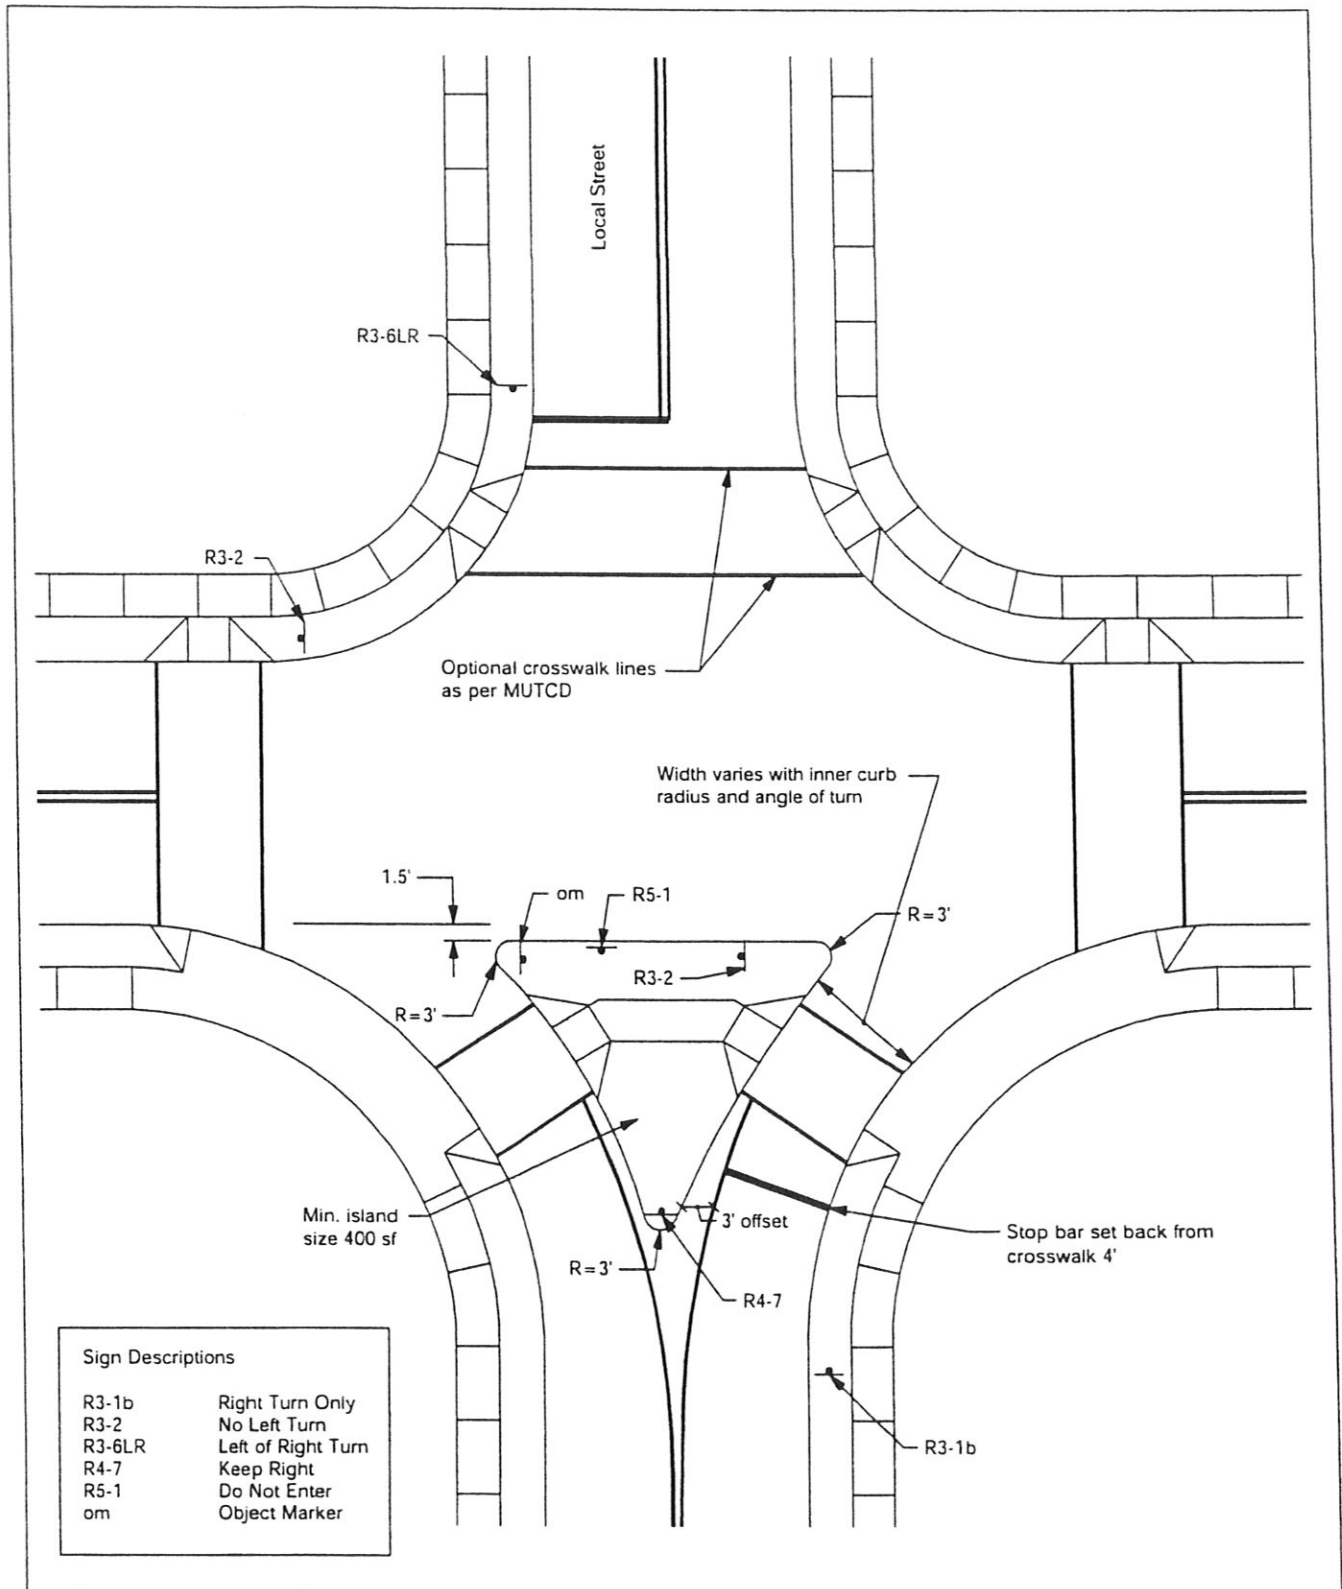 Local Street
R3-6LR
R3-2
Optional crosswalk lines
as per MUTCD
Width varies with inner curb
radius and angle of turn
1.5'
om
R5-1
R=3'
R3-2
R=3'
Min. island
size 400 sf
3' offset
Stop bar set back from
crosswalk 4'
R=3'
R4-7
Sign Descriptions
R3-1b Right Turn Only
R3-2 No Left Turn
R3-6LR Left of Right Turn
R4-7 Keep Right
R5-1 Do Not Enter
om Object Marker
R3-1b